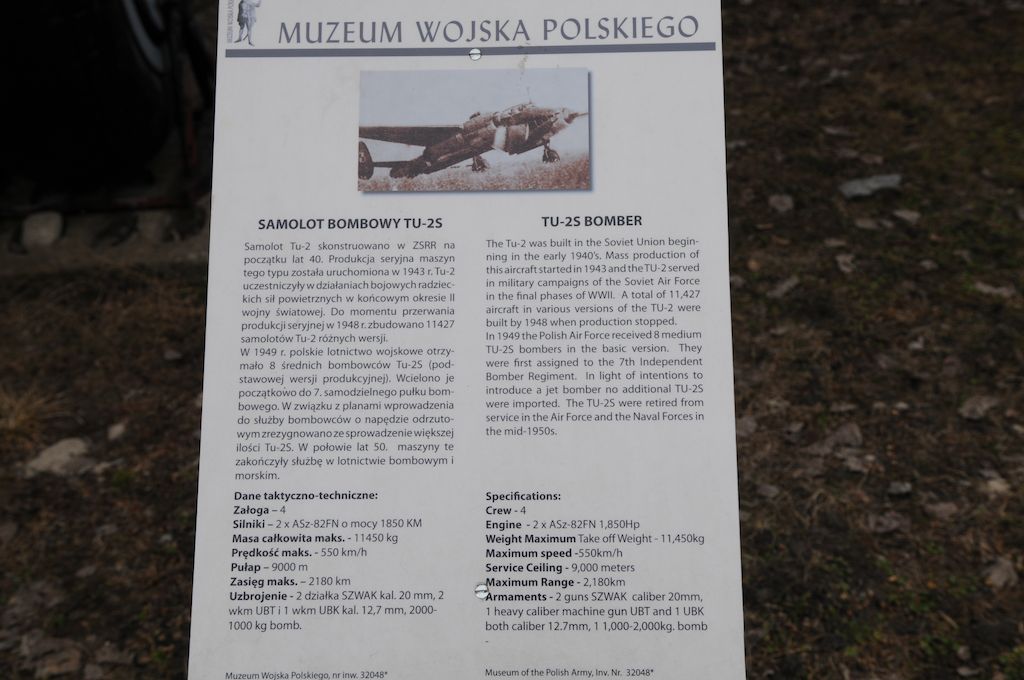 MUZEUM WOJSKA POLSKIEGO
SAMOLOT BOMBOWY TU-2S
Samolot Tu-2 skonstruowano w ZSRR na
początku lat 40. Produkcja seryjna maszyn
tego typu została uruchomiona w 1943 r. Tu-2
uczestniczyły w działaniach bojowych radziec-
kich sił powietrznych w końcowym okresie II
wojny światowej. Do momentu przerwania
produkcji seryjnej w 1948 r. zbudowano 11427
samolotów Tu-2 różnych wersji.
W 1949 r. polskie lotnictwo wojskowe otrzy-
mało 8 średnich bombowców Tu-2S (pod-
stawowej wersji produkcyjnej). Wcielono je
początkowo do 7. samodzielnego pułku bom-
bowego. W związku z planami wprowadzenia
do służby bombowców o napędzie odrzuto-
wym zrezygnowano ze sprowadzenie większej
ilości Tu-2S. W połowie lat 50. maszyny te
zakończyły służbę w lotnictwie bombowym i
morskim.
Dane taktyczno-techniczne:
Załoga – 4
Silniki – 2 x ASz-82FN o mocy 1850 KM
Masa całkowita maks. - 11450 kg
Prędkość maks. - 550 km/h
Pułap – 9000 m
Zasięg maks. – 2180 km
Uzbrojenie - 2 działka SZWAK kal. 20 mm, 2
wkm UBT i 1 wkm UBK kal. 12,7 mm, 2000-
1000 kg bomb.
Muzeum Wojska Polskiego, nr inw. 32048*
TU-2S BOMBER
The Tu-2 was built in the Soviet Union begin-
ning in the early 1940's. Mass production of
this aircraft started in 1943 and the TU-2 served
in military campaigns of the Soviet Air Force
in the final phases of WWII. A total of 11,427
aircraft in various versions of the TU-2 were
built by 1948 when production stopped.
In 1949 the Polish Air Force received 8 medium
TU-2S bombers in the basic version. They
were first assigned to the 7th Independent
Bomber Regiment. In light of intentions to
introduce a jet bomber no additional TU-2S
were imported. The TU-2S were retired from
service in the Air Force and the Naval Forces in
the mid-1950s.
Specifications:
Crew - 4
Engine - 2 x ASz-82FN 1,850Hp
Weight Maximum Take off Weight - 11,450kg
Maximum speed -550km/h
Service Ceiling - 9,000 meters
Maximum Range - 2,180km
Armaments - 2 guns SZWAK caliber 20mm,
1 heavy caliber machine gun UBT and 1 UBK
both caliber 12.7mm, 1 1,000-2,000kg. bomb
-
Museum of the Polish Army, Inv. Nr. 32048*